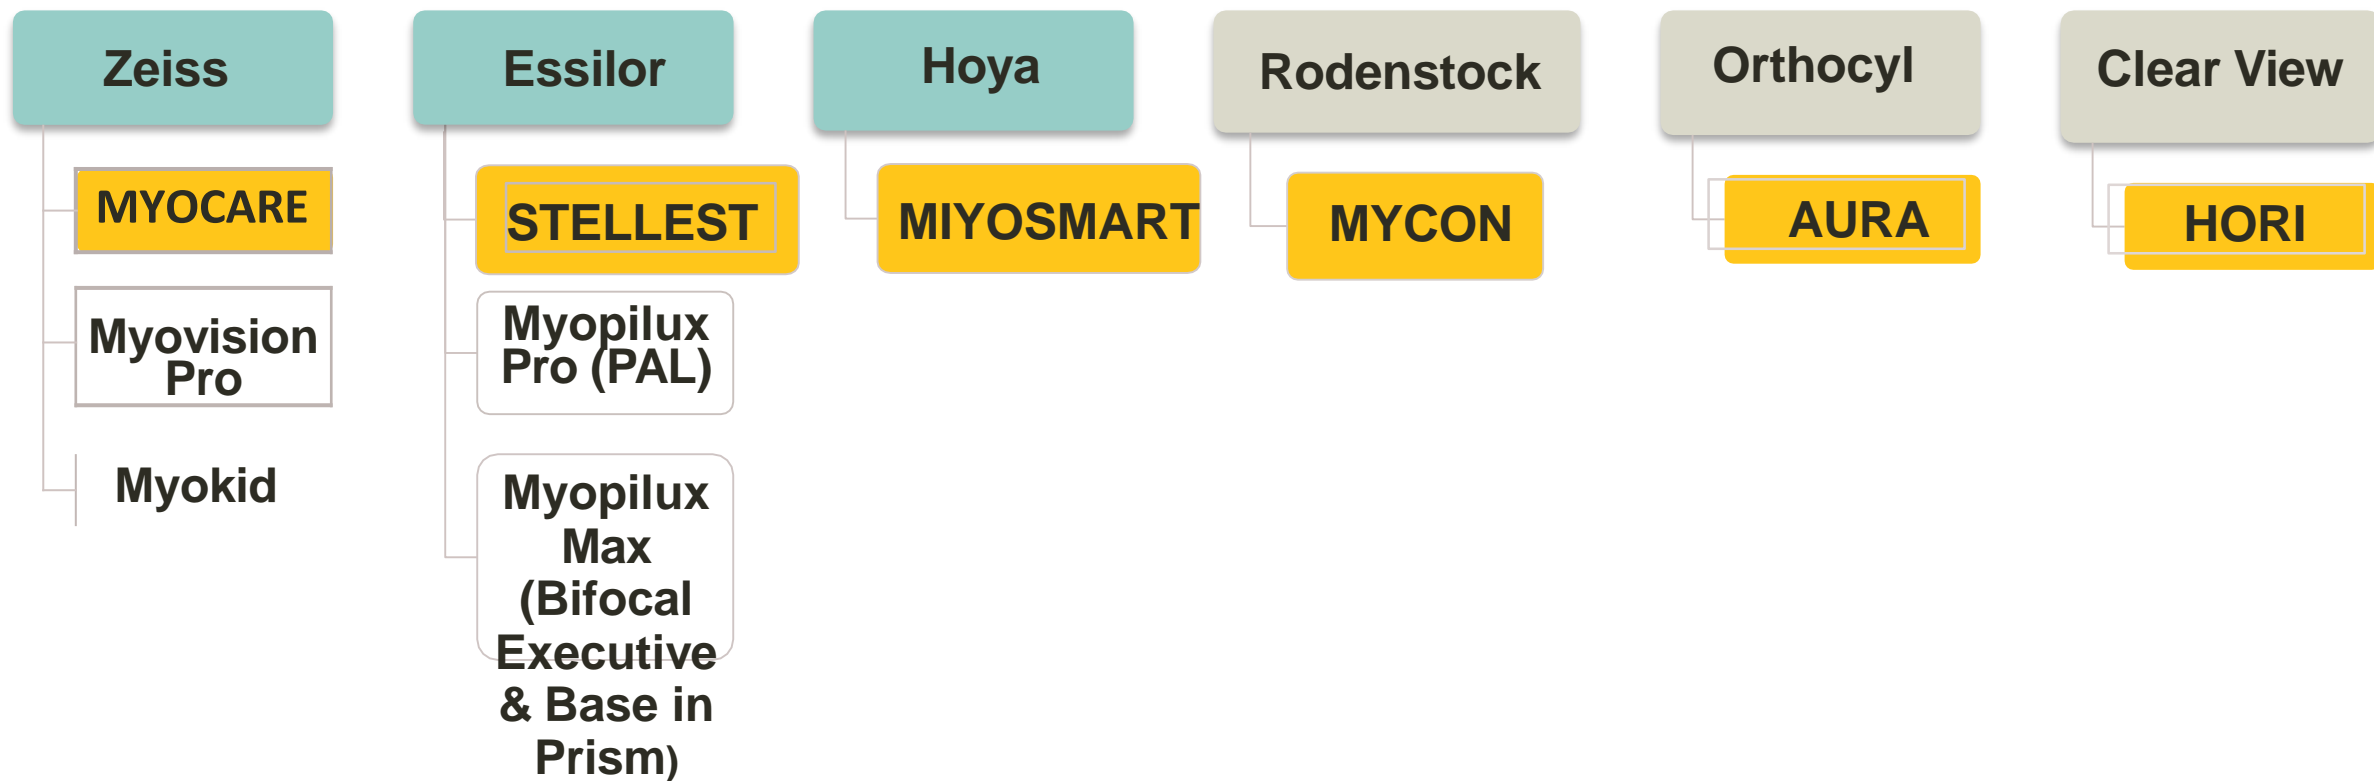 Zeiss
MYOCARE
Myovision
Pro
Myokid
Essilor
STELLEST
Myopilux
Pro (PAL)
Myopilux
Max
(Bifocal
Executive
& Base in
Prism)
Hoya
MIYOSMART
Rodenstock
MYCON
Orthocyl
AURA
Clear View
HORI